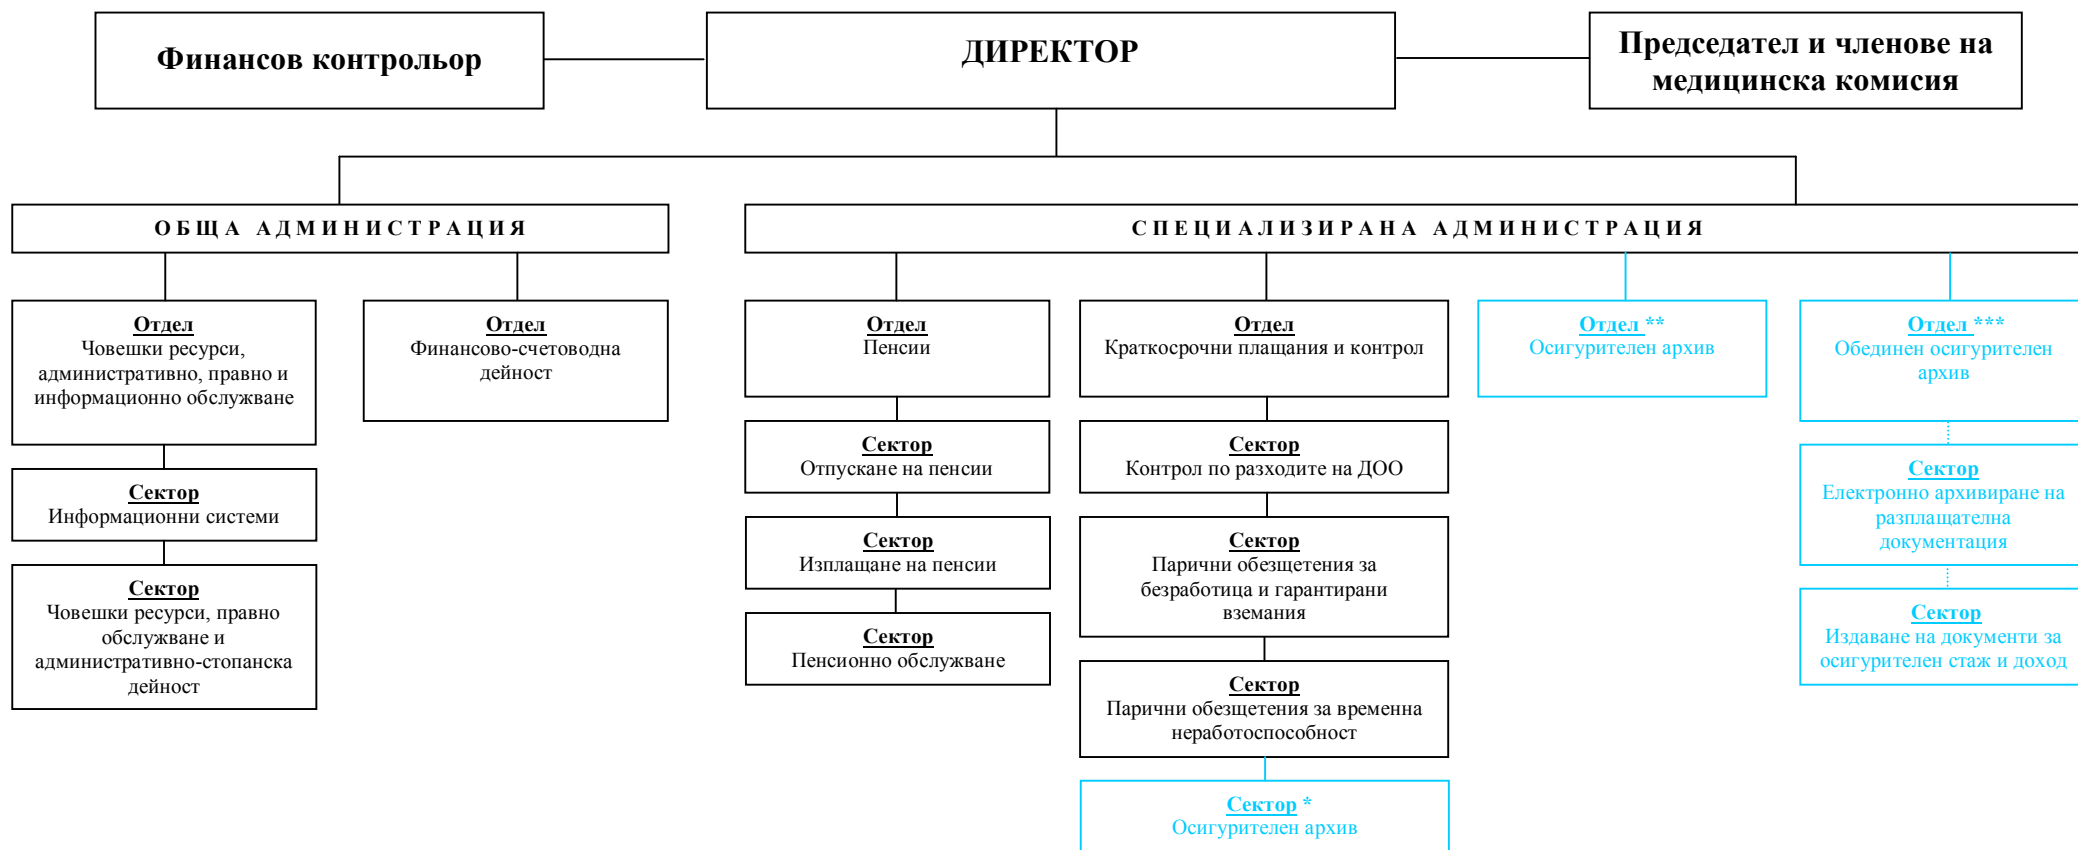 Финансов контрольор
ДИРЕКТОР
Председател и членове на
медицинска комисия
ОБЩА АДМИНИСТРАЦИЯ
СПЕЦИАЛИЗИРАНА АДМИНИСТРАЦИЯ
Отдел
Човешки ресурси,
административно, правно и
информационно обслужване
Сектор
Информационни системи
Сектор
Човешки ресурси, правно
обслужване и
административно-стопанска
дейност
Отдел
Финансово-счетоводна
дейност
Отдел
Пенсии
Сектор
Отпускане на пенсии
Сектор
Изплащане на пенсии
Сектор
Пенсионно обслужване
Отдел
Краткосрочни плащания и контрол
Сектор
Контрол по разходите на ДОО
Сектор
Парични обезщетения за
безработица и гарантирани
вземания
Сектор
Парични обезщетения за временна
неработоспособност
Сектор *
Осигурителен архив
Отдел **
Осигурителен архив
Отдел ***
Обединен осигурителен
архив
Сектор
Електронно архивиране на
разплащателна
документация
Сектор
Издаване на документи за
осигурителен стаж и доход